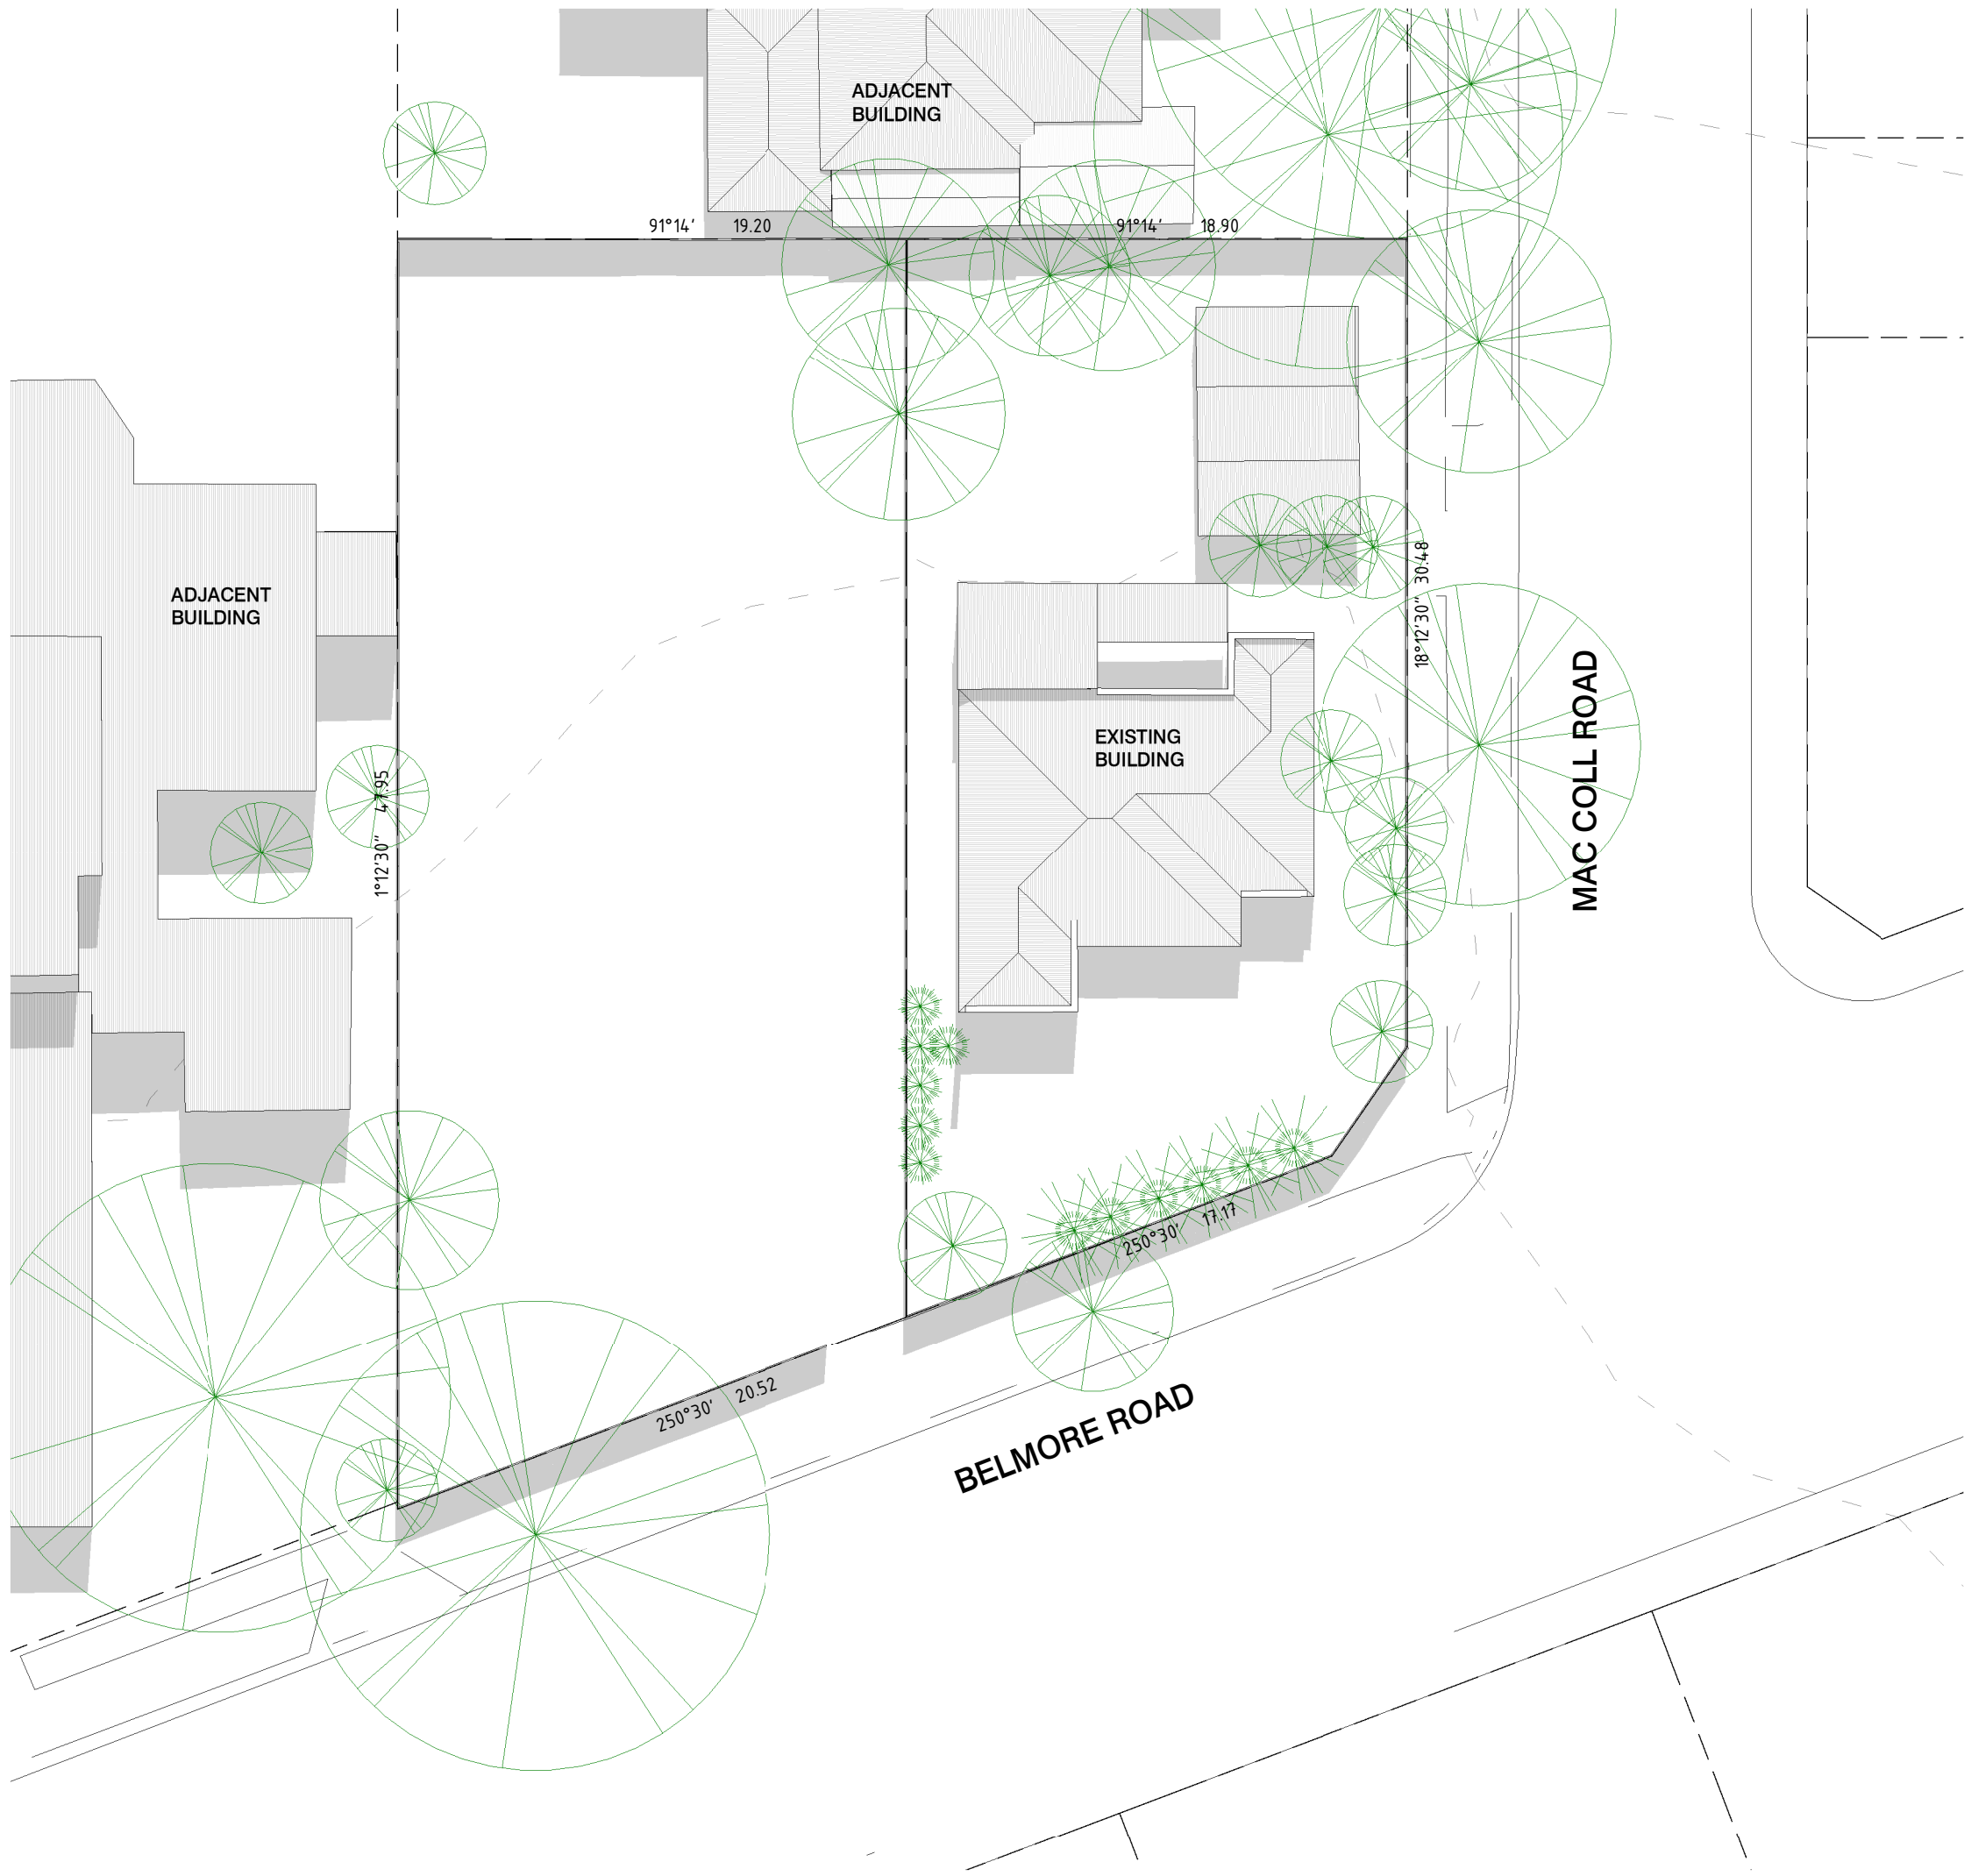 ADJACENT
BUILDING
91°14' 19.20
91°14' 18.90
ADJACENT
BUILDING
18°12'30" 30.48
EXISTING
BUILDING
MAC COLL ROAD
1°12'30" 47.95
250°30' 17.17
250°30' 20.52
BELMORE ROAD